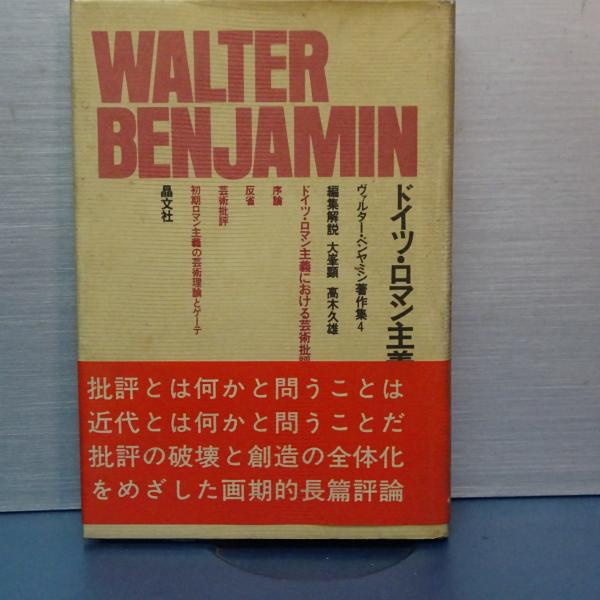 WALTER
BENJAMIN
ドイツ・ロマン主義
ヴァルター・ベンヤミン著作集4
編集解説 大峯顕 高木久雄
ドイツ・ロマン主義における芸術批評
序論
反省
芸術批評
初期ロマン主義の芸術理論とゲーテ
晶文社
批評とは何かと問うことは
近代とは何かと問うことだ
批評の破壊と創造の全体化
をめざした画期的長篇評論